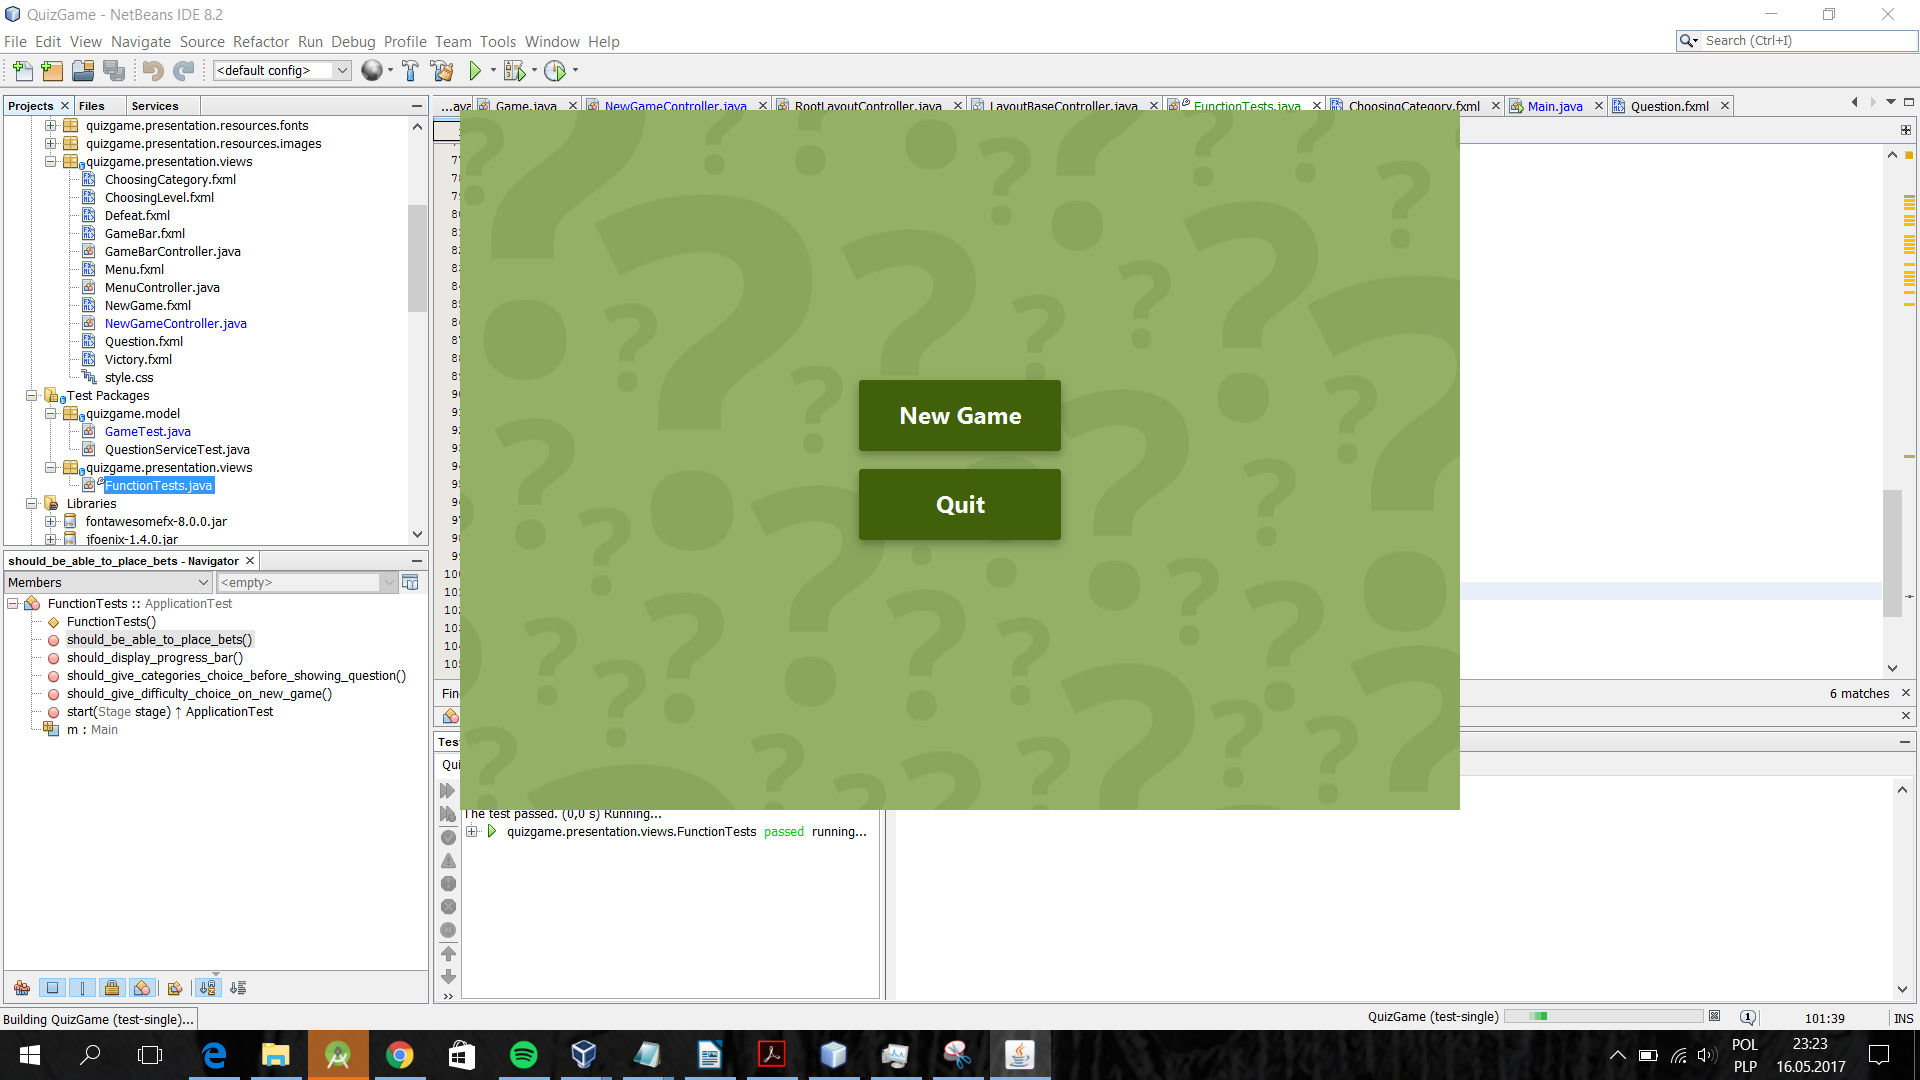 QuizGame - NetBeans IDE 8.2
File Edit View Navigate Source Refactor Run Debug Profile Team Tools Window Help
Search (Ctrl+I)
<default config>
Projects Files Services
...ava Game.java NewGameController.java RootLayoutController.java LayoutBaseController.java FunctionTests.java ChoosingCategory.fxml Main.java Question.fxml
quizgame.presentation.resources.fonts
quizgame.presentation.resources.images
quizgame.presentation.views
ChoosingCategory.fxml
ChoosingLevel.fxml
Defeat.fxml
GameBar.fxml
GameBarController.java
Menu.fxml
MenuController.java
NewGame.fxml
NewGameController.java
Question.fxml
Victory.fxml
style.css
Test Packages
quizgame.model
GameTest.java
QuestionServiceTest.java
quizgame.presentation.views
FunctionTests.java
Libraries
fontawesomefx-8.0.0.jar
jfoenix-1.4.0.jar
New Game
Quit
should_be_able_to_place_bets - Navigator
Members
<empty>
FunctionTests :: ApplicationTest
FunctionTests()
should_be_able_to_place_bets()
should_display_progress_bar()
should_give_categories_choice_before_showing_question()
should_give_difficulty_choice_on_new_game()
start(Stage stage) ↑ ApplicationTest
m : Main
6 matches
The test passed. (0,0 s) Running...
quizgame.presentation.views.FunctionTests passed running...
Building QuizGame (test-single)...
QuizGame (test-single)
101:39
INS
POL
PLP
23:23
16.05.2017